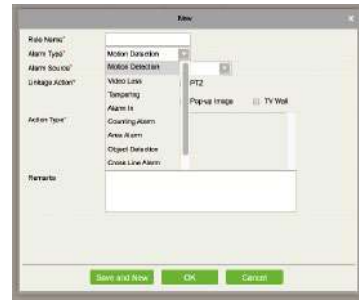 New
Rule Name*
Alarm Type* Motion Detection
Alarm Source* Motion Detection
Linkage Action* Video Loss PTZ
Tampering
Alarm In Pop-up Image TV Wall
Action Type* Counting Alarm
Area Alarm
Object Detection
Cross Line Alarm
Remarks
Save and New OK Cancel